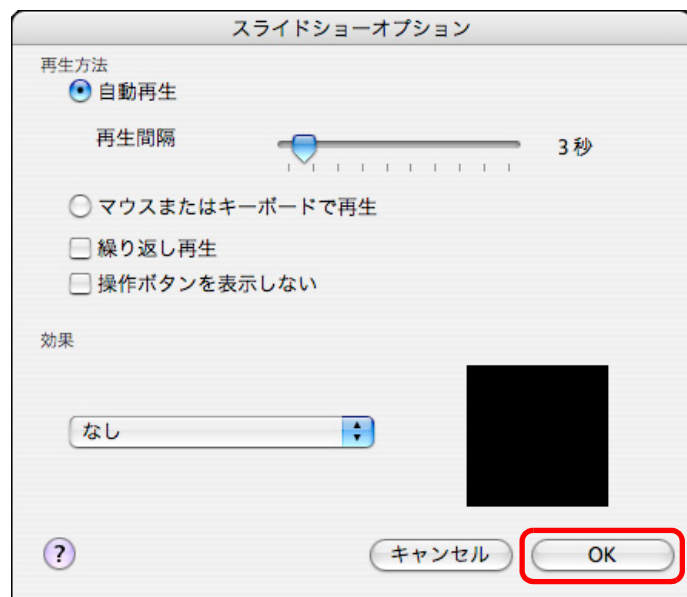 スライドショーオプション
再生方法
自動再生
再生間隔 3秒
マウスまたはキーボードで再生
繰り返し再生
操作ボタンを表示しない
効果
なし
? キャンセル OK